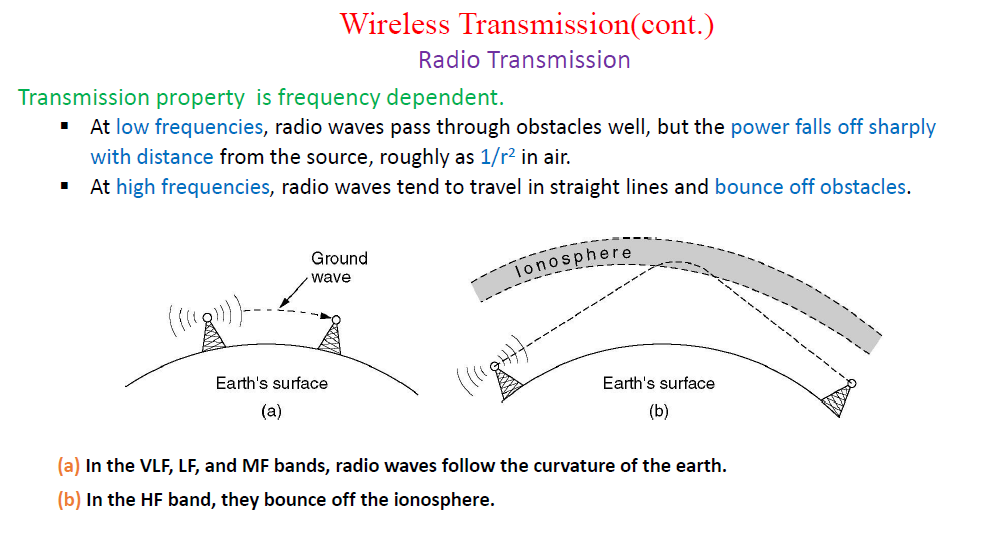 Wireless Transmission(cont.)
Radio Transmission
Transmission property is frequency dependent.
▪ At low frequencies, radio waves pass through obstacles well, but the power falls off sharply
with distance from the source, roughly as 1/r² in air.
▪ At high frequencies, radio waves tend to travel in straight lines and bounce off obstacles.
Ground
wave
Earth's surface
(a)
Ionosphere
Earth's surface
(b)
(a) In the VLF, LF, and MF bands, radio waves follow the curvature of the earth.
(b) In the HF band, they bounce off the ionosphere.